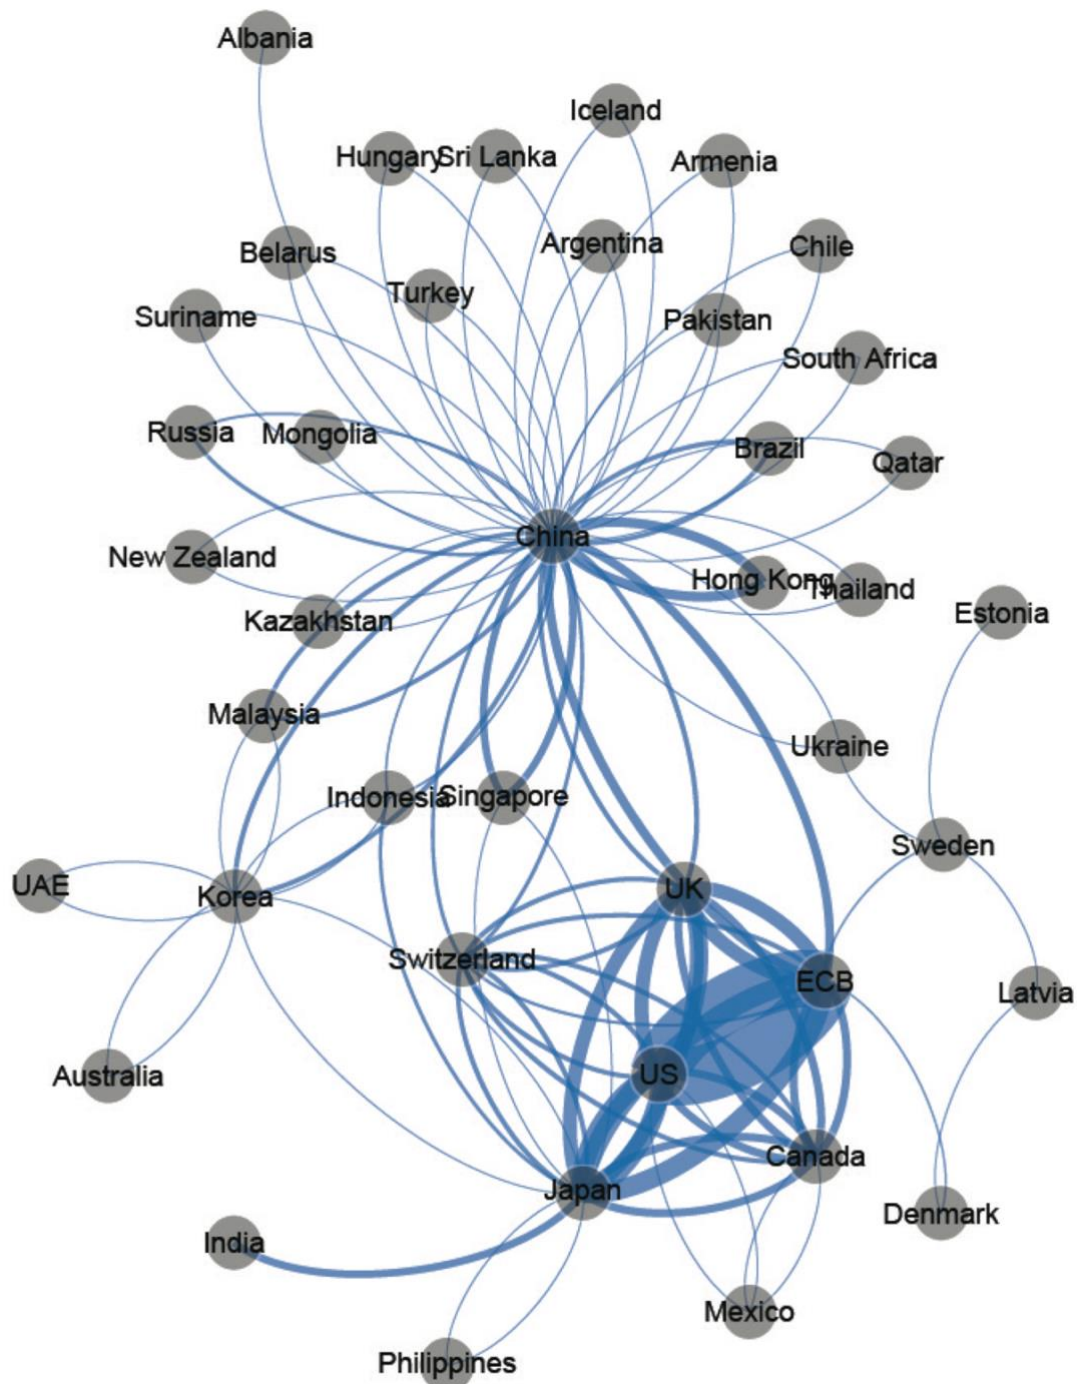 Albania
Iceland
Hungary
Sri Lanka
Armenia
Belarus
Argentina
Chile
Turkey
Suriname
Pakistan
South Africa
Russia
Mongolia
Brazil
Qatar
China
New Zealand
Hong Kong
Thailand
Kazakhstan
Estonia
Malaysia
Ukraine
Indonesia
Singapore
Sweden
UAE
Korea
UK
Switzerland
ECB
Latvia
Australia
US
Canada
Japan
Denmark
India
Mexico
Philippines